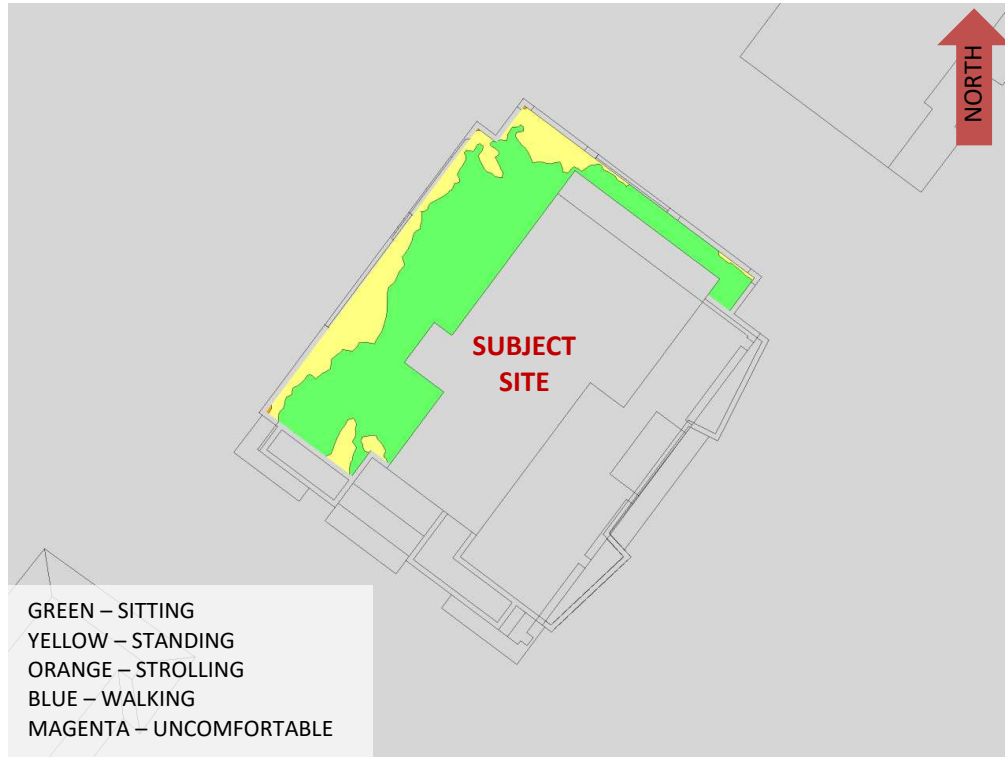 NORTH
SUBJECT
SITE
GREEN – SITTING
YELLOW – STANDING
ORANGE – STROLLING
BLUE – WALKING
MAGENTA – UNCOMFORTABLE